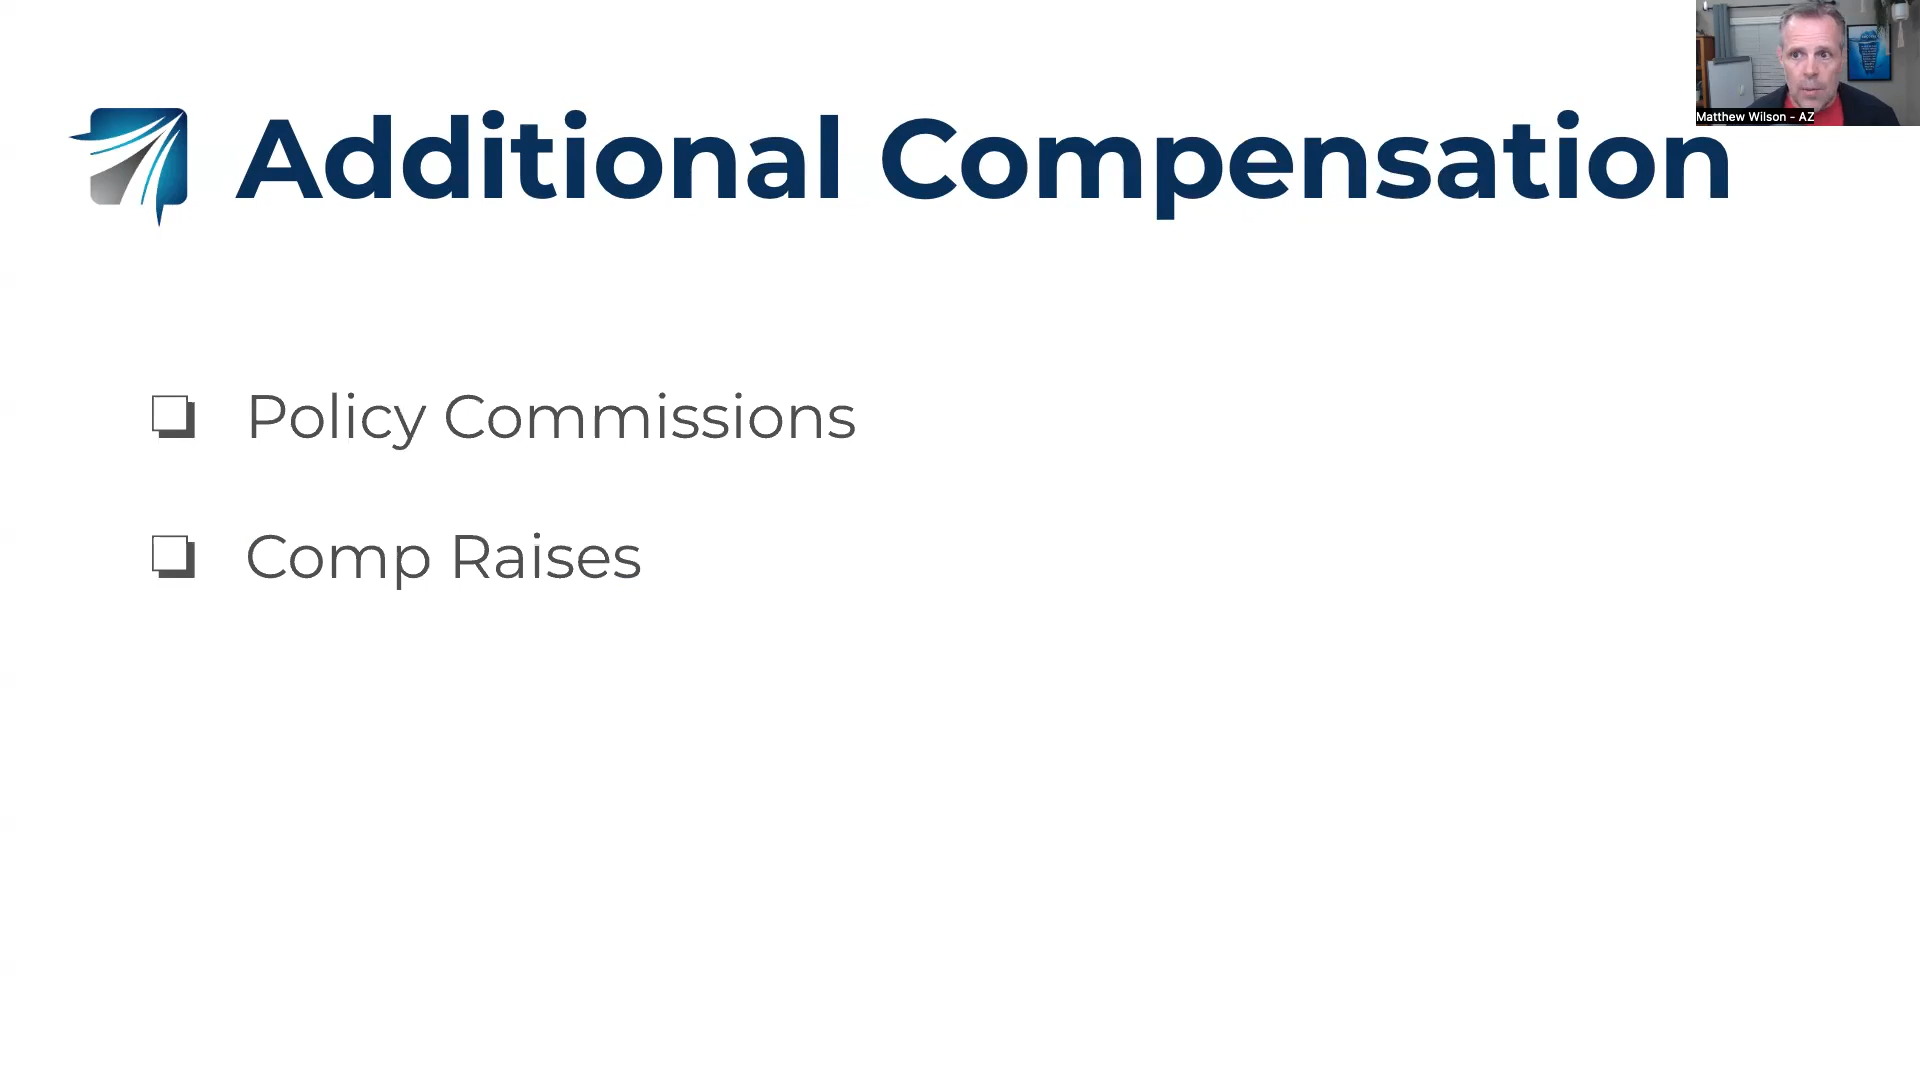 Matthew Wilson - AZ
Additional Compensation
Policy Commissions
Comp Raises